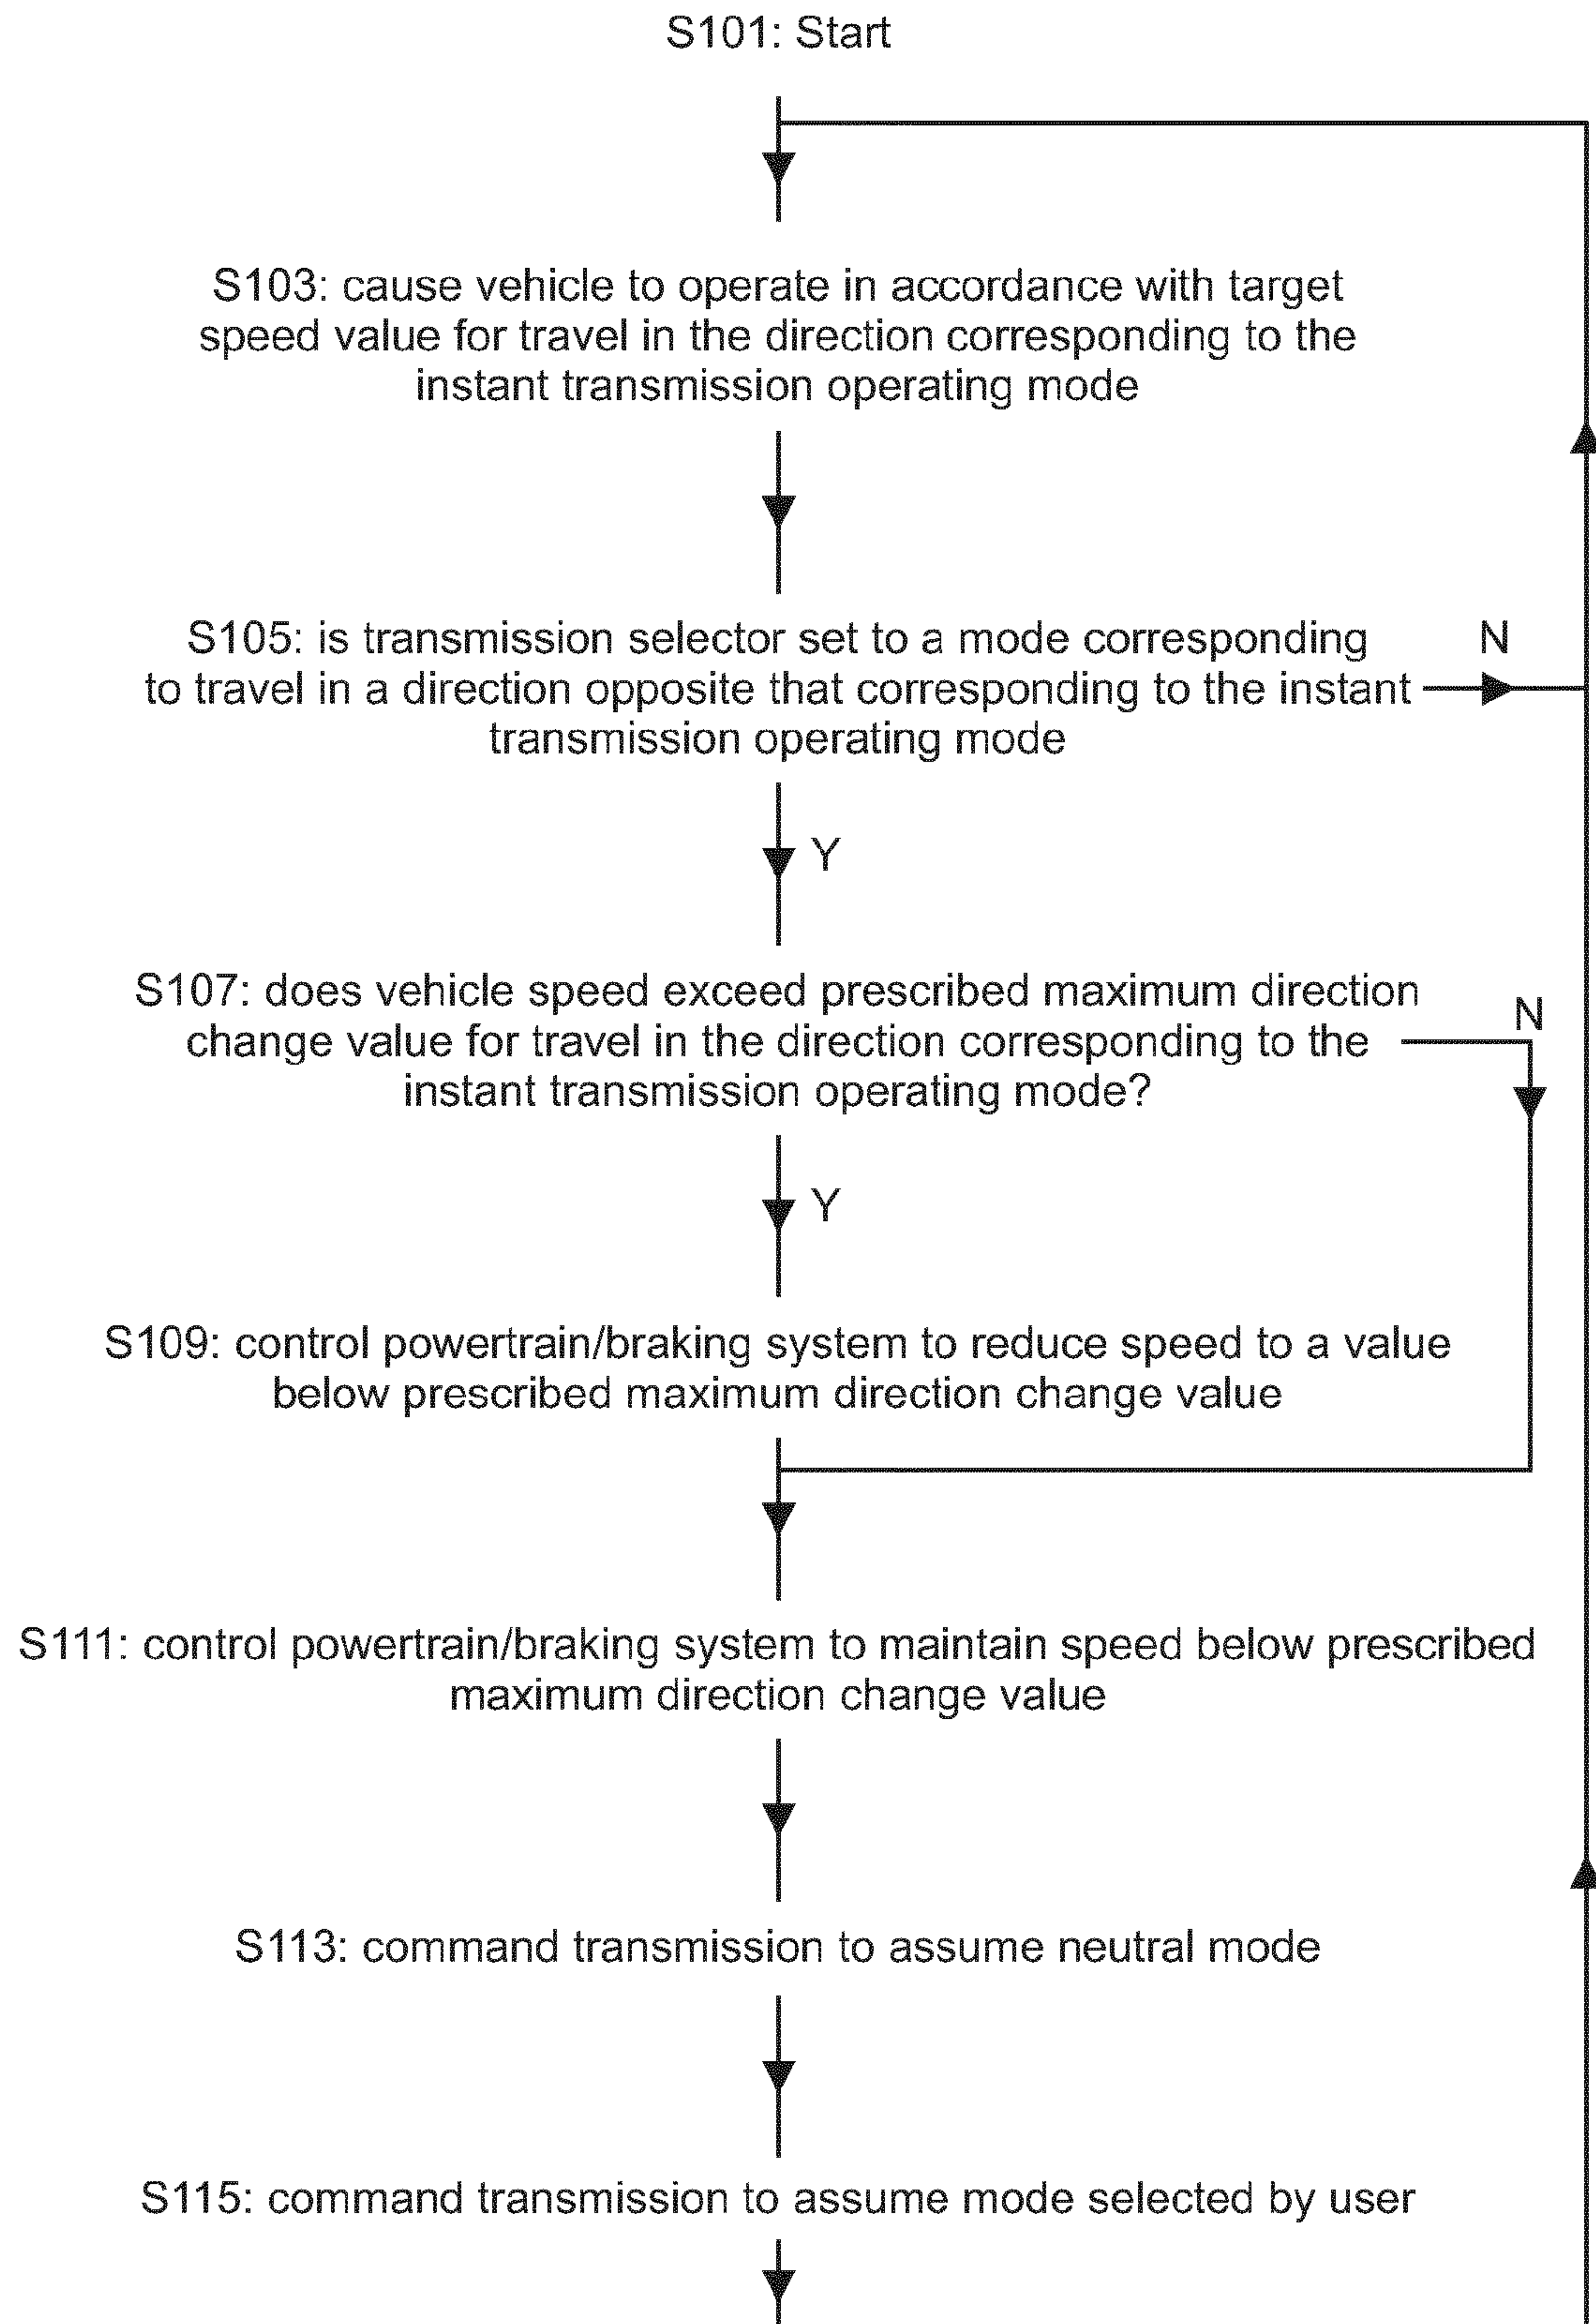 S101: Start
S103: cause vehicle to operate in accordance with target
speed value for travel in the direction corresponding to the
instant transmission operating mode
S105: is transmission selector set to a mode corresponding
to travel in a direction opposite that corresponding to the instant
transmission operating mode
N
Y
S107: does vehicle speed exceed prescribed maximum direction
change value for travel in the direction corresponding to the
instant transmission operating mode?
N
Y
S109: control powertrain/braking system to reduce speed to a value
below prescribed maximum direction change value
S111: control powertrain/braking system to maintain speed below prescribed
maximum direction change value
S113: command transmission to assume neutral mode
S115: command transmission to assume mode selected by user